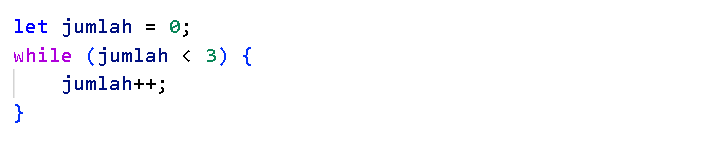 let jumlah = 0;
while (jumlah < 3) {
    jumlah++;
}